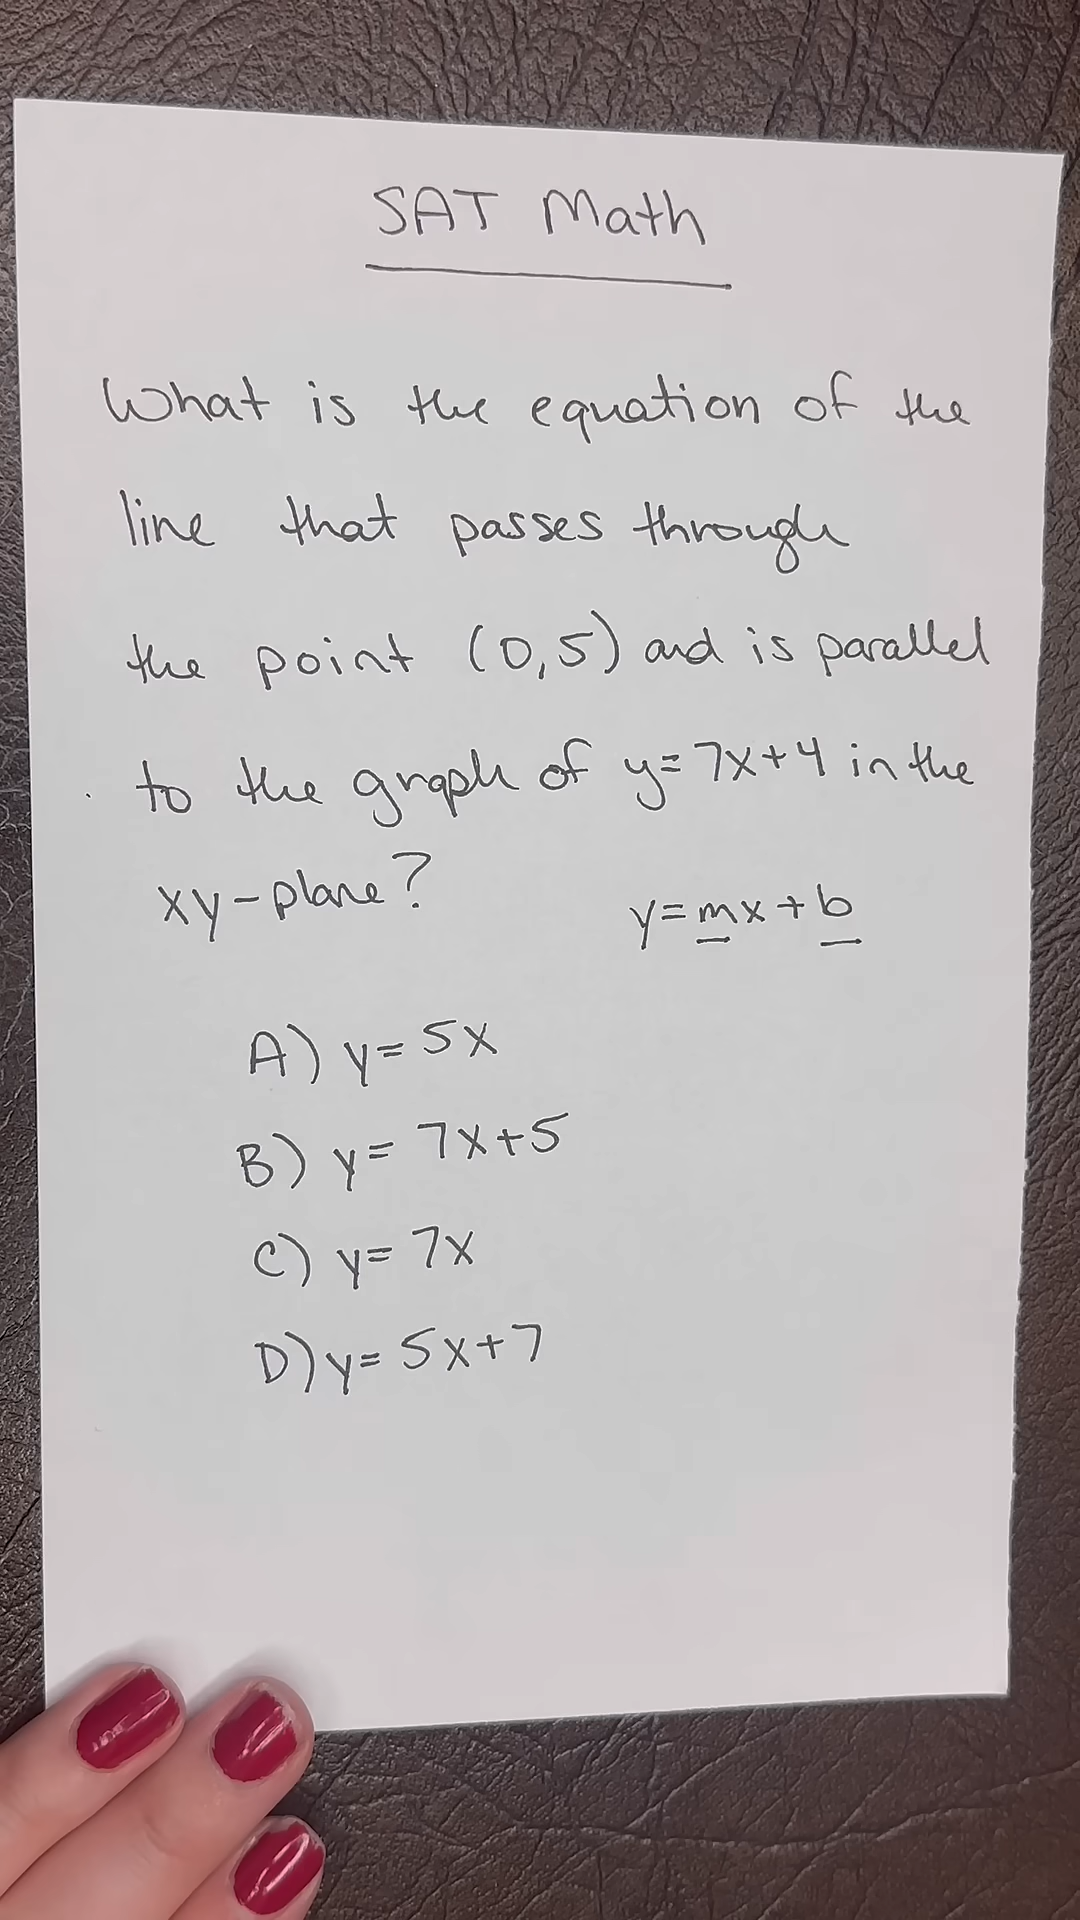 SAT Math
What is the equation of the
line that passes through
the point (0,5) and is parallel
to the graph of y=7x+4 in the
xy-plane?
y=mx+b
A) y=5x
B) y=7x+5
C) y=7x
D) y=5x+7